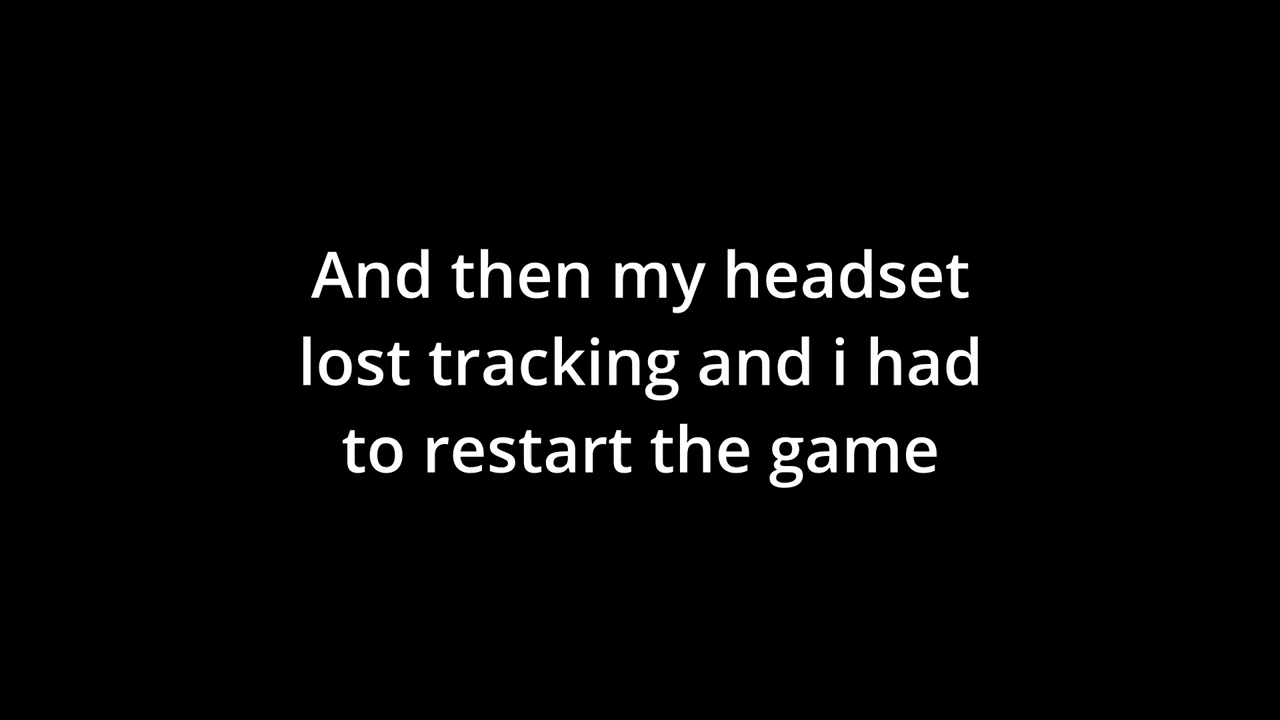 And then my headset
lost tracking and i had
to restart the game